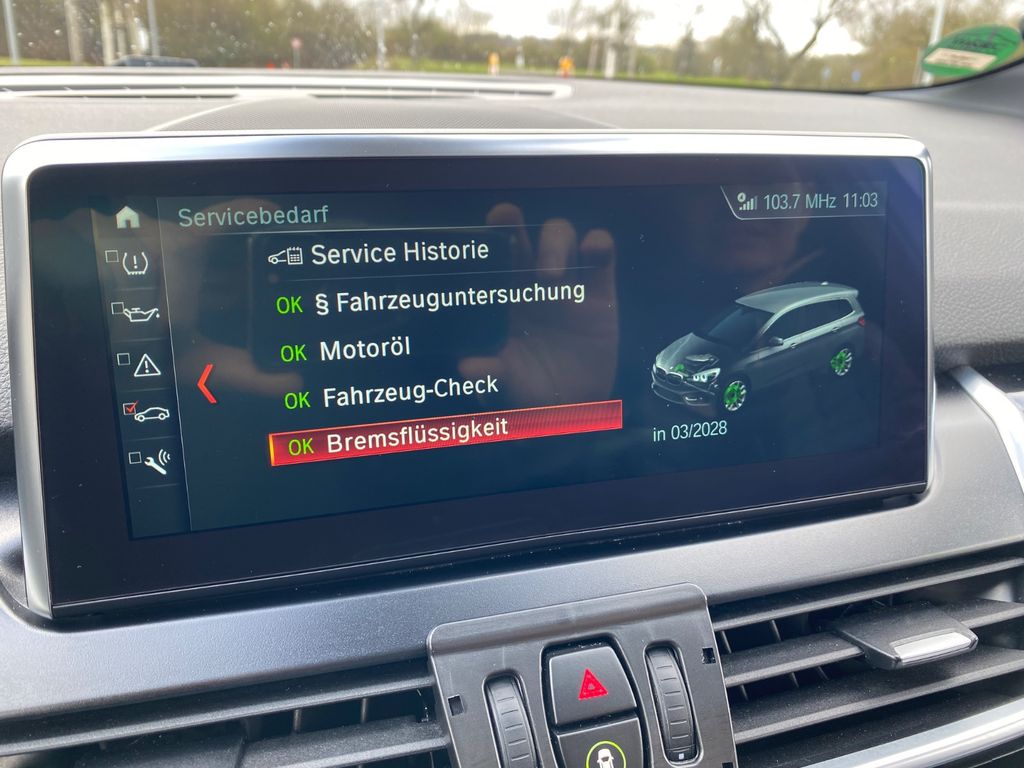 Servicebedarf
103.7 MHz 11:03
Service Historie
OK § Fahrzeuguntersuchung
OK Motoröl
OK Fahrzeug-Check
OK Bremsflüssigkeit
in 03/2028